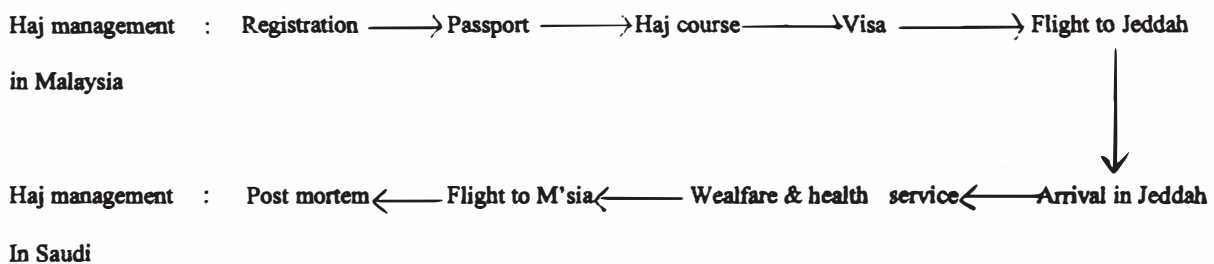 Haj management : Registration → Passport → Haj course → Visa → Flight to Jeddah
in Malaysia
Haj management : Post mortem ← Flight to M'sia ← Wealfare & health service ← Arrival in Jeddah
In Saudi